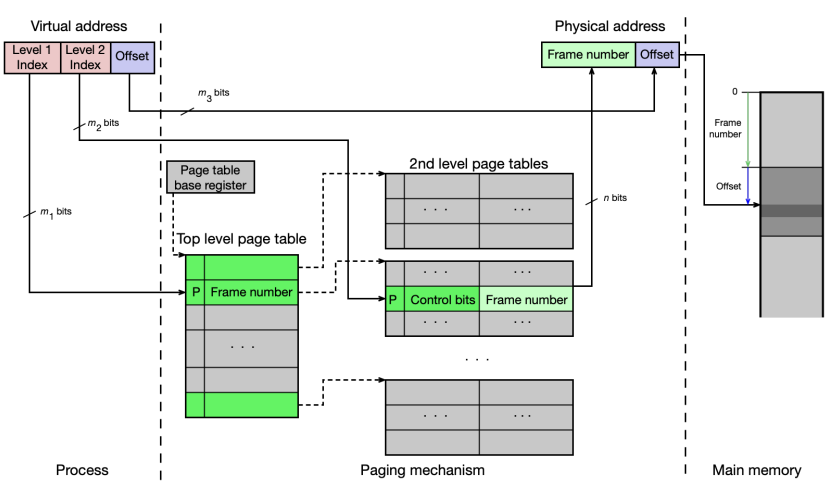 Virtual address
Physical address
Level 1 Index
Level 2 Index
Offset
Frame number
Offset
m3 bits
m2 bits
m1 bits
n bits
0
Frame number
Offset
Page table
base register
2nd level page tables
. . .
. . .
Top level page table
P
Frame number
. . .
. . .
. . .
P
Control bits
Frame number
. . .
. . .
. . .
. . .
. . .
. . .
Process
Paging mechanism
Main memory